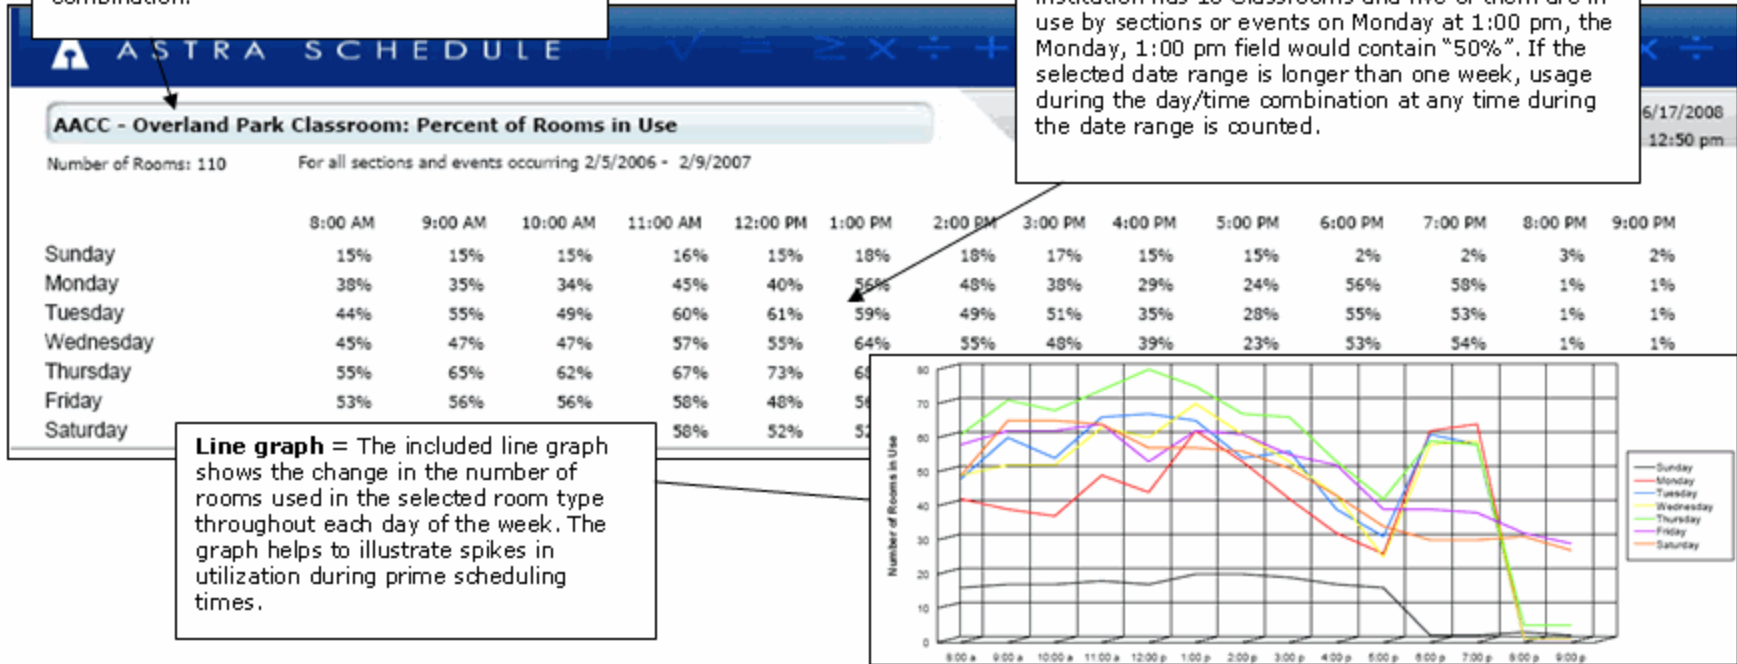 combination.
institution has 10 Classrooms and five of them are in
use by sections or events on Monday at 1:00 pm, the
Monday, 1:00 pm field would contain “50%”. If the
selected date range is longer than one week, usage
during the day/time combination at any time during
the date range is counted.
ASTRA SCHEDULE
6/17/2008
12:50 pm
AACC - Overland Park Classroom: Percent of Rooms in Use
Number of Rooms: 110 For all sections and events occurring 2/5/2006 - 2/9/2007
8:00 AM 9:00 AM 10:00 AM 11:00 AM 12:00 PM 1:00 PM 2:00 PM 3:00 PM 4:00 PM 5:00 PM 6:00 PM 7:00 PM 8:00 PM 9:00 PM
Sunday 15% 15% 15% 16% 15% 18% 18% 17% 15% 15% 2% 2% 3% 2%
Monday 38% 35% 34% 45% 40% 56% 48% 38% 29% 24% 56% 58% 1% 1%
Tuesday 44% 55% 49% 60% 61% 59% 49% 51% 35% 28% 55% 53% 1% 1%
Wednesday 45% 47% 47% 57% 55% 64% 55% 48% 39% 23% 53% 54% 1% 1%
Thursday 55% 65% 62% 67% 73%
Friday 53% 56% 56% 58% 48%
Saturday 58% 52%
Line graph = The included line graph
shows the change in the number of
rooms used in the selected room type
throughout each day of the week. The
graph helps to illustrate spikes in
utilization during prime scheduling
times.
Number of Rooms in Use
80
70
60
50
40
30
20
10
0
8:00 a 9:00 a 10:00 a 11:00 a 12:00 p 1:00 p 2:00 p 3:00 p 4:00 p 5:00 p 6:00 p 7:00 p 8:00 p 9:00 p
Sunday
Monday
Tuesday
Wednesday
Thursday
Friday
Saturday